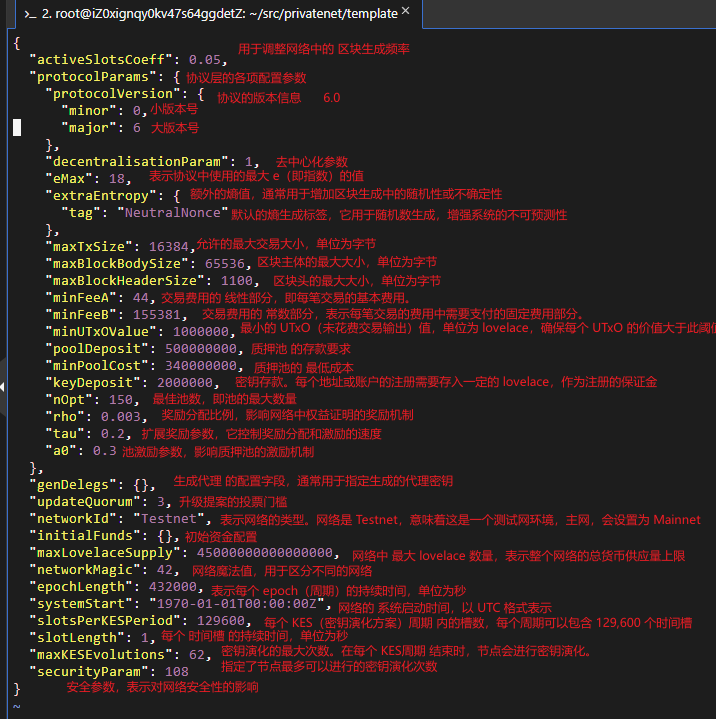 2. root@iZ0xignqy0kv47s64ggdetZ: ~/src/privatenet/template ×
{
"activeSlotsCoeff": 0.05, 用于调整网络中的 区块生成频率
"protocolParams": { 协议层的各项配置参数
"protocolVersion": { 协议的版本信息 6.0
"minor": 0, 小版本号
"major": 6 大版本号
},
"decentralisationParam": 1, 去中心化参数
"eMax": 18, 表示协议中使用的最大 e（即指数）的值
"extraEntropy": { 额外的熵值，通常用于增加区块生成中的随机性或不确定性
"tag": "NeutralNonce" 默认的熵生成标签，它用于随机数生成，增强系统的不可预测性
},
"maxTxSize": 16384, 允许的最大交易大小，单位为字节
"maxBlockBodySize": 65536, 区块主体的最大大小，单位为字节
"maxBlockHeaderSize": 1100, 区块头的最大大小，单位为字节
"minFeeA": 44, 交易费用的 线性部分，即每笔交易的基本费用。
"minFeeB": 155381, 交易费用的 常数部分，表示每笔交易的费用中需要支付的固定费用部分。
"minUTxOValue": 1000000, 最小的 UTxO（未花费交易输出）值，单位为 lovelace，确保每个 UTxO 的价值大于此阈值
"poolDeposit": 500000000, 质押池 的存款要求
"minPoolCost": 340000000, 质押池的 最低成本
"keyDeposit": 2000000, 密钥存款。每个地址或账户的注册需要存入一定的 lovelace，作为注册的保证金
"nOpt": 150, 最佳池数，即池的最大数量
"rho": 0.003, 奖励分配比例，影响网络中权益证明的奖励机制
"tau": 0.2, 扩展奖励参数，它控制奖励分配和激励的速度
"a0": 0.3 池激励参数，影响质押池的激励机制
},
"genDelegs": {}, 生成代理 的配置字段，通常用于指定生成的代理密钥
"updateQuorum": 3, 升级提案的投票门槛
"networkId": "Testnet", 表示网络的类型。网络是 Testnet，意味着这是一个测试网环境，主网，会设置为 Mainnet
"initialFunds": {}, 初始资金配置
"maxLovelaceSupply": 45000000000000000, 网络中 最大 lovelace 数量，表示整个网络的总货币供应量上限
"networkMagic": 42, 网络魔法值，用于区分不同的网络
"epochLength": 432000, 表示每个 epoch（周期）的持续时间，单位为秒
"systemStart": "1970-01-01T00:00:00Z", 网络的 系统启动时间，以 UTC 格式表示
"slotsPerKESPeriod": 129600, 每个 KES（密钥演化方案）周期 内的槽数，每个周期可以包含 129,600 个时间槽
"slotLength": 1, 每个 时间槽 的持续时间，单位为秒
"maxKESEvolutions": 62, 密钥演化的最大次数。在每个 KES周期 结束时，节点会进行密钥演化。
"securityParam": 108 指定了节点最多可以进行的密钥演化次数
} 安全参数，表示对网络安全性的影响
~